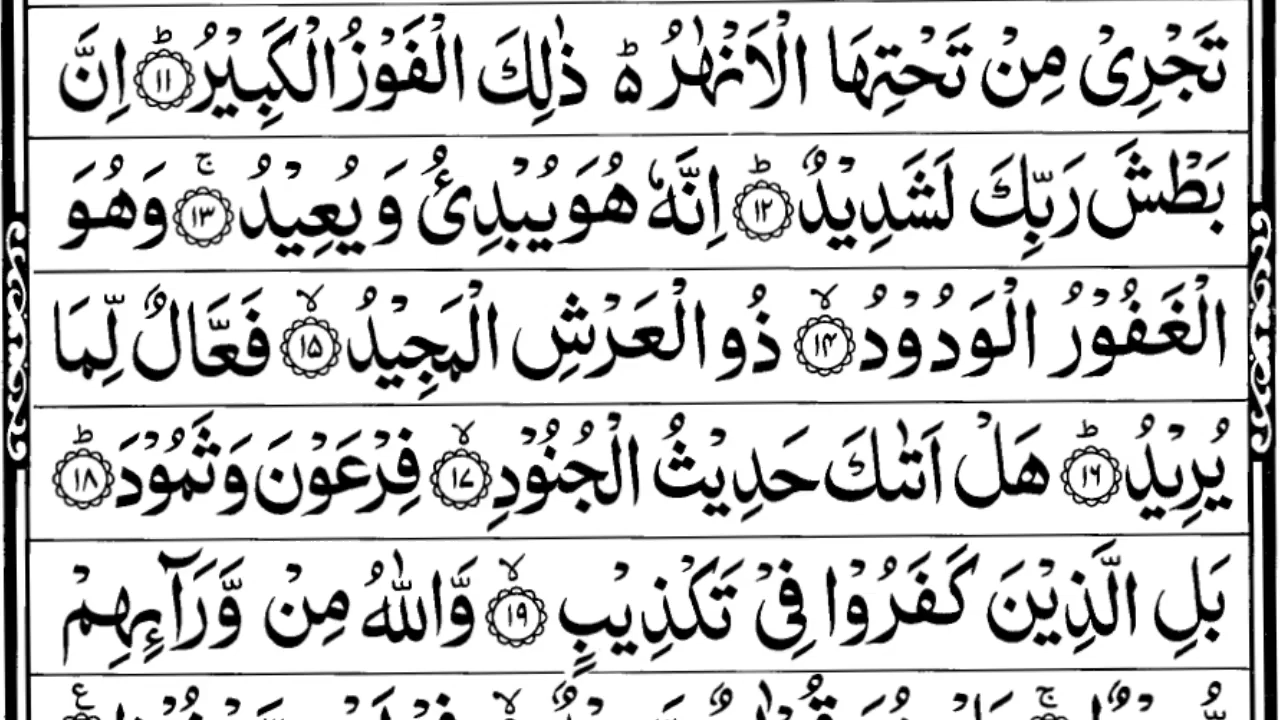 تَجْرِیْ مِنْ تَحْتِهَا الْاَنْهٰرُ ؕ۬ ذٰلِكَ الْفَوْزُ الْكَبِیْرُ ؕ۝۱۱ اِنَّ
بَطْشَ رَبِّكَ لَشَدِیْدٌ ؕ۝۱۲ اِنَّهٗ هُوَ یُبْدِئُ وَ یُعِیْدُ ۚ۝۱۳ وَ هُوَ
الْغَفُوْرُ الْوَدُوْدُ ۙ۝۱۴ ذُو الْعَرْشِ الْمَجِیْدُ ۙ۝۱۵ فَعَّالٌ لِّمَا
یُرِیْدُ ؕ۝۱۶ هَلْ اَتٰىكَ حَدِیْثُ الْجُنُوْدِ ۙ۝۱۷ فِرْعَوْنَ وَ ثَمُوْدَ ؕ۝۱۸
بَلِ الَّذِیْنَ كَفَرُوْا فِیْ تَكْذِیْبٍ ۙ۝۱۹ وَّ اللّٰهُ مِنْ وَّرَآىِٕهِمْ